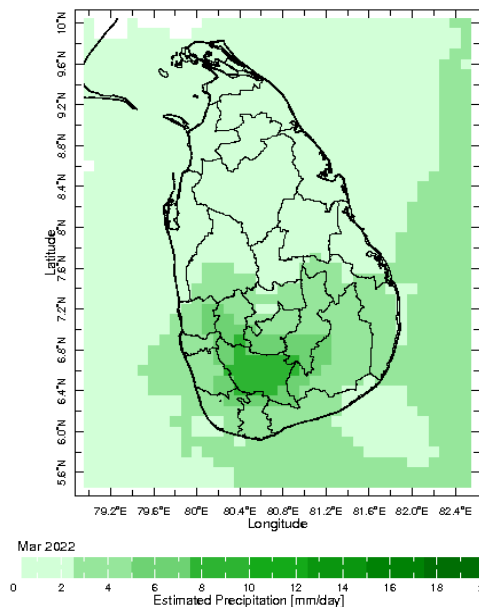 10°N
9.6°N
9.2°N
8.8°N
8.4°N
8°N
7.6°N
7.2°N
6.8°N
6.4°N
6.0°N
5.6°N
Latitude
79.2°E 79.6°E 80°E 80.4°E 80.8°E 81.2°E 81.6°E 82.0°E 82.4°E
Longitude
Mar 2022
0 2 4 6 8 10 12 14 16 18 20
Estimated Precipitation [mm/day]